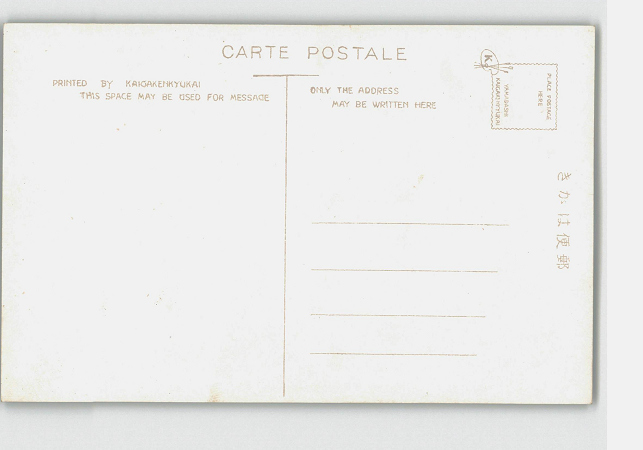 CARTE POSTALE
PRINTED BY KAIGAKENKYUKAI
THIS SPACE MAY BE USED FOR MESSAGE
ONLY THE ADDRESS
MAY BE WRITTEN HERE
K
PLACE POSTAGE
HERE
KAIGAKENKYUKAI
郵便はかき